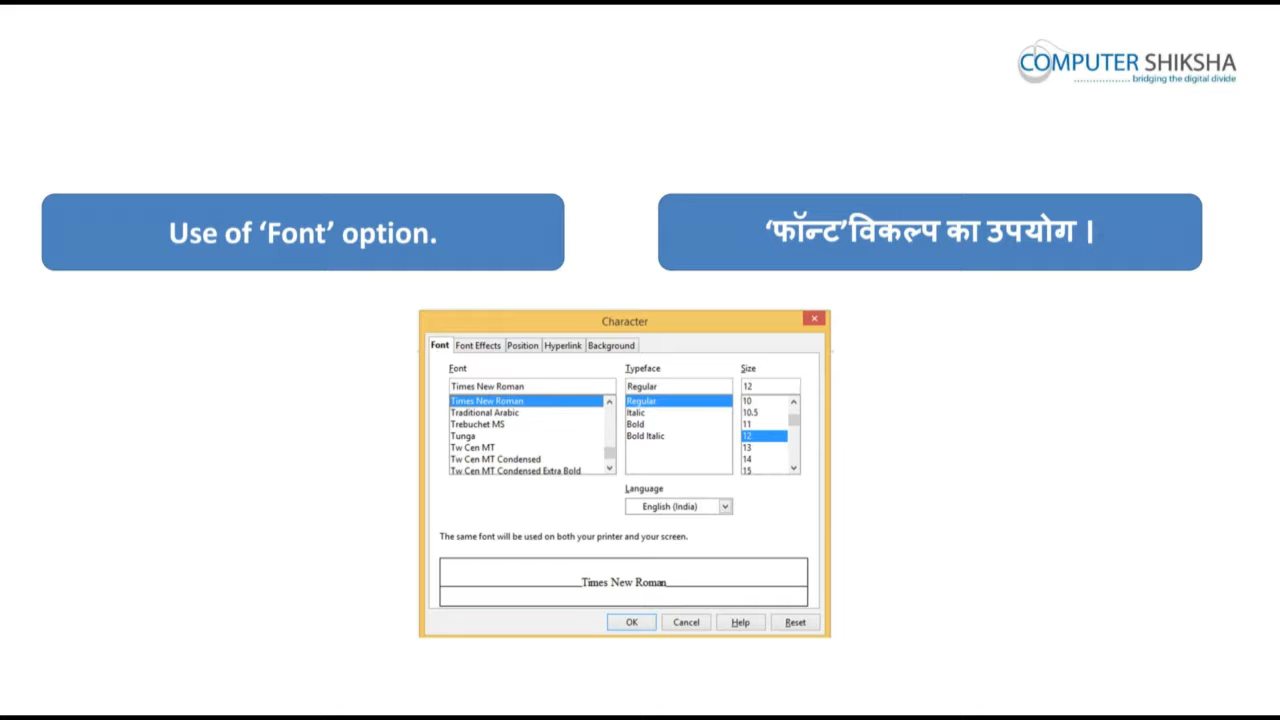 COMPUTER SHIKSHA
bridging the digital divide
Use of ‘Font’ option.
‘फॉन्ट’विकल्प का उपयोग ।
Character
Font Font Effects Position Hyperlink Background
Font Typeface Size
Times New Roman Regular 12
Times New Roman Regular 10
Traditional Arabic Italic 10.5
Trebuchet MS Bold 11
Tunga Bold Italic 12
Tw Cen MT 13
Tw Cen MT Condensed 14
Tw Cen MT Condensed Extra Bold 15
Language
English (India)
The same font will be used on both your printer and your screen.
Times New Roman
OK Cancel Help Reset